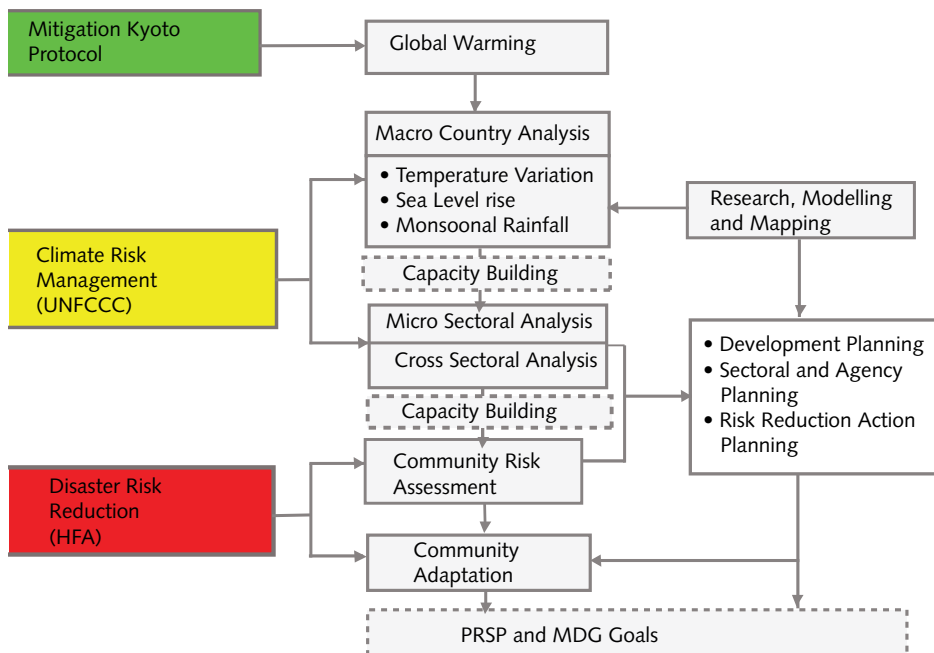 Mitigation Kyoto
Protocol
Global Warming
Macro Country Analysis
• Temperature Variation
• Sea Level rise
• Monsoonal Rainfall
Research, Modelling
and Mapping
Climate Risk
Management
(UNFCCC)
Capacity Building
Micro Sectoral Analysis
Cross Sectoral Analysis
• Development Planning
• Sectoral and Agency
Planning
• Risk Reduction Action
Planning
Capacity Building
Community Risk
Assessment
Disaster Risk
Reduction
(HFA)
Community
Adaptation
PRSP and MDG Goals